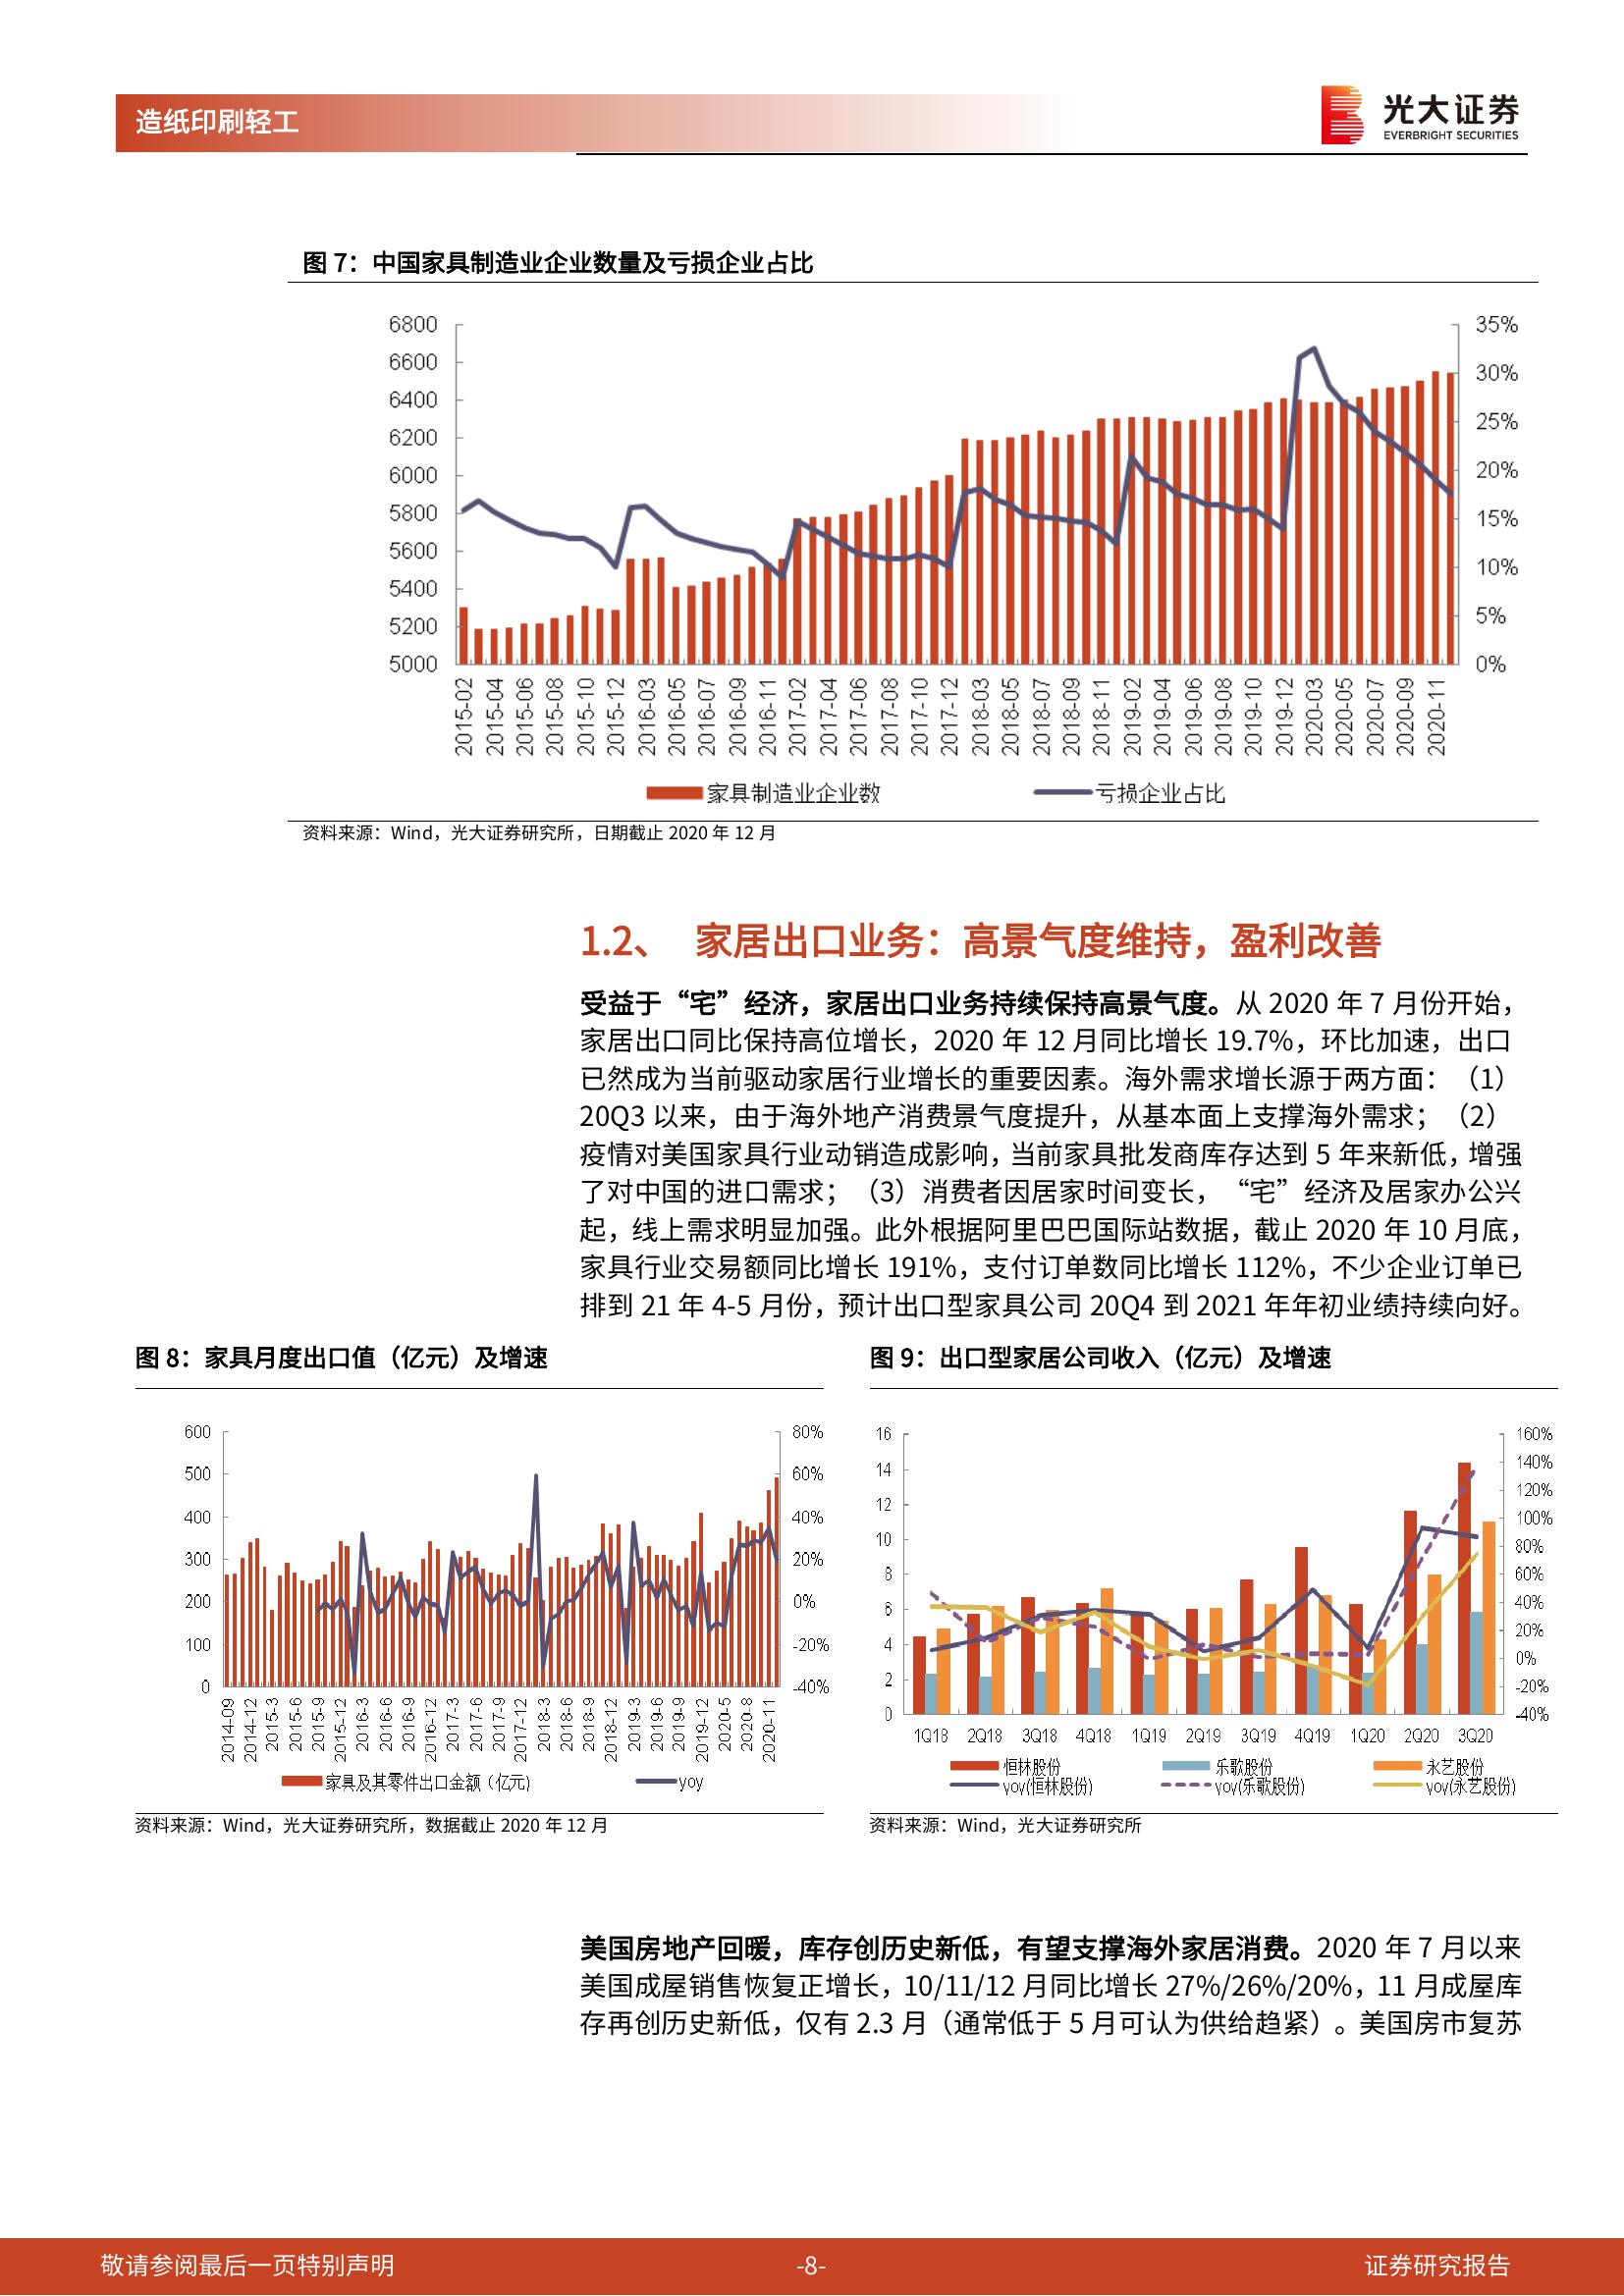 造纸印刷轻工
光大证券
EVERBRIGHT SECURITIES
图 7：中国家具制造业企业数量及亏损企业占比
6800
6600
6400
6200
6000
5800
5600
5400
5200
5000
35%
30%
25%
20%
15%
10%
5%
0%
2015-02
2015-04
2015-06
2015-08
2015-10
2015-12
2016-03
2016-05
2016-07
2016-09
2016-11
2017-02
2017-04
2017-06
2017-08
2017-10
2017-12
2018-03
2018-05
2018-07
2018-09
2018-11
2019-02
2019-04
2019-06
2019-08
2019-10
2019-12
2020-03
2020-05
2020-07
2020-09
2020-11
家具制造业企业数
亏损企业占比
资料来源：Wind，光大证券研究所，日期截止 2020 年 12 月
1.2、 家居出口业务：高景气度维持，盈利改善
受益于“宅”经济，家居出口业务持续保持高景气度。从 2020 年 7 月份开始，
家居出口同比保持高位增长，2020 年 12 月同比增长 19.7%，环比加速，出口
已然成为当前驱动家居行业增长的重要因素。海外需求增长源于两方面：（1）
20Q3 以来，由于海外地产消费景气度提升，从基本面上支撑海外需求；（2）
疫情对美国家具行业动销造成影响，当前家具批发商库存达到 5 年来新低，增强
了对中国的进口需求；（3）消费者因居家时间变长，“宅”经济及居家办公兴
起，线上需求明显加强。此外根据阿里巴巴国际站数据，截止 2020 年 10 月底，
家具行业交易额同比增长 191%，支付订单数同比增长 112%，不少企业订单已
排到 21 年 4-5 月份，预计出口型家具公司 20Q4 到 2021 年年初业绩持续向好。
图 8：家具月度出口值（亿元）及增速
600
500
400
300
200
100
0
80%
60%
40%
20%
0%
-20%
-40%
2014-09
2014-12
2015-3
2015-6
2015-9
2015-12
2016-3
2016-6
2016-9
2016-12
2017-3
2017-6
2017-9
2017-12
2018-3
2018-6
2018-9
2018-12
2019-3
2019-6
2019-9
2019-12
2020-5
2020-8
2020-11
家具及其零件出口金额（亿元）
yoy
资料来源：Wind，光大证券研究所，数据截止 2020 年 12 月
图 9：出口型家居公司收入（亿元）及增速
16
14
12
10
8
6
4
2
0
160%
140%
120%
100%
80%
60%
40%
20%
0%
-20%
-40%
1Q18
2Q18
3Q18
4Q18
1Q19
2Q19
3Q19
4Q19
1Q20
2Q20
3Q20
恒林股份
乐歌股份
永艺股份
yoy(恒林股份)
yoy(乐歌股份)
yoy(永艺股份)
资料来源：Wind，光大证券研究所
美国房地产回暖，库存创历史新低，有望支撑海外家居消费。2020 年 7 月以来
美国成屋销售恢复正增长，10/11/12 月同比增长 27%/26%/20%，11 月成屋库
存再创历史新低，仅有 2.3 月（通常低于 5 月可认为供给趋紧）。美国房市复苏
敬请参阅最后一页特别声明
-8-
证券研究报告